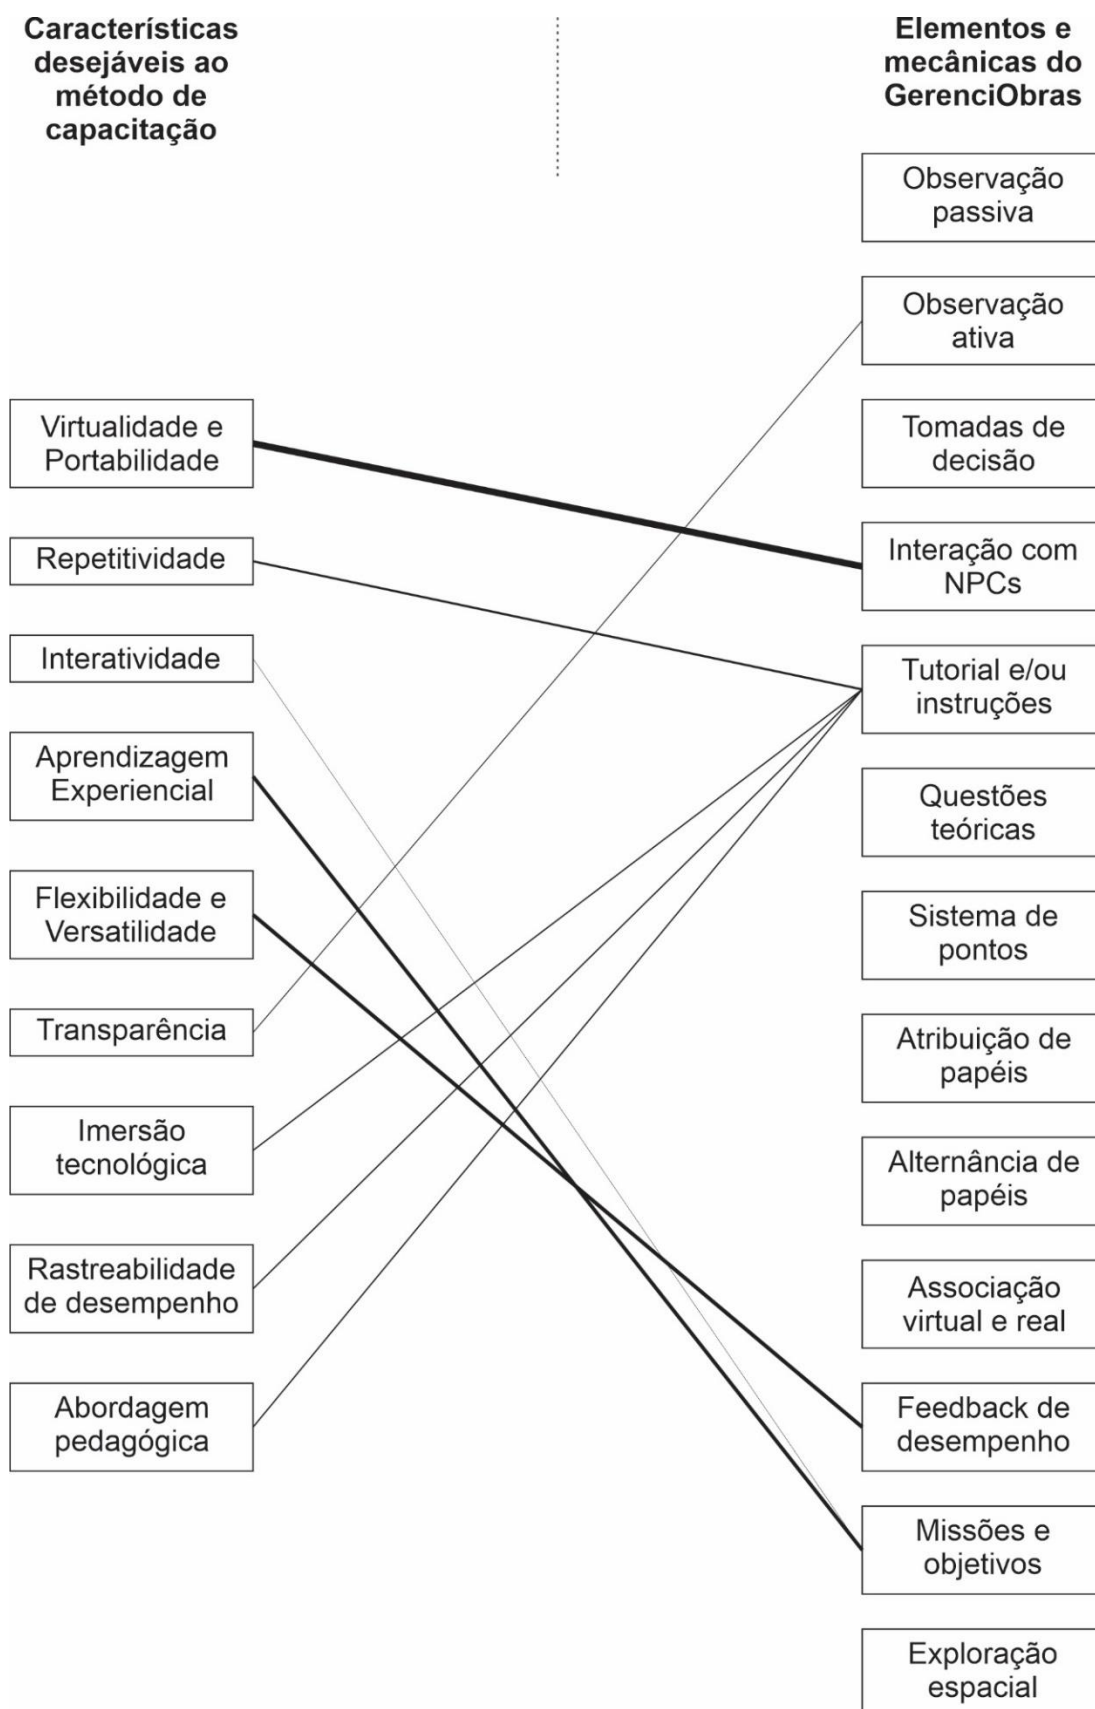 Características
desejáveis ao
método de
capacitação
Virtualidade e
Portabilidade
Repetitividade
Interatividade
Aprendizagem
Experiencial
Flexibilidade e
Versatilidade
Transparência
Imersão
tecnológica
Rastreabilidade
de desempenho
Abordagem
pedagógica
Elementos e
mecânicas do
GerenciObras
Observação
passiva
Observação
ativa
Tomadas de
decisão
Interação com
NPCs
Tutorial e/ou
instruções
Questões
teóricas
Sistema de
pontos
Atribuição de
papéis
Alternância de
papéis
Associação
virtual e real
Feedback de
desempenho
Missões e
objetivos
Exploração
espacial